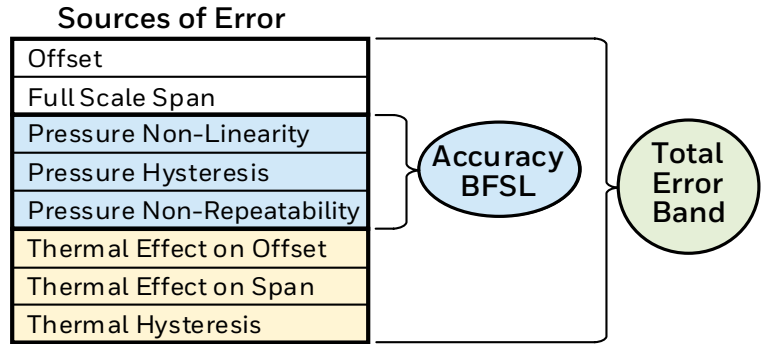 Sources of Error
Offset
Full Scale Span
Pressure Non-Linearity
Pressure Hysteresis
Pressure Non-Repeatability
Thermal Effect on Offset
Thermal Effect on Span
Thermal Hysteresis
Accuracy
BFSL
Total
Error
Band